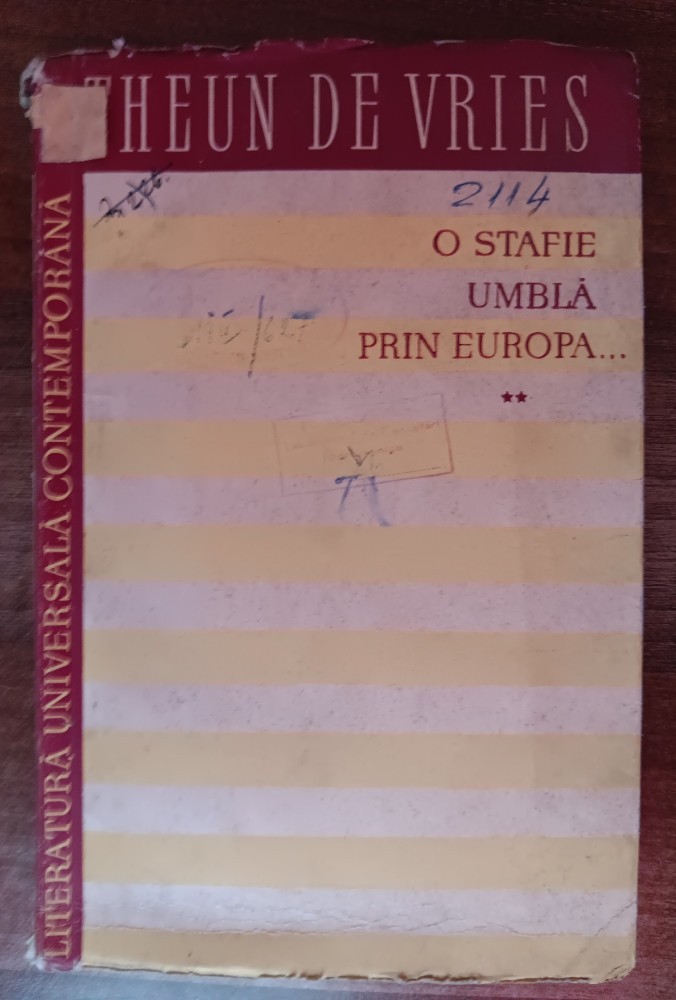 THEUN DE VRIES
2114
O STAFIE
UMBLĂ
PRIN EUROPA...
**
LITERATURĂ UNIVERSALĂ CONTEMPORANĂ